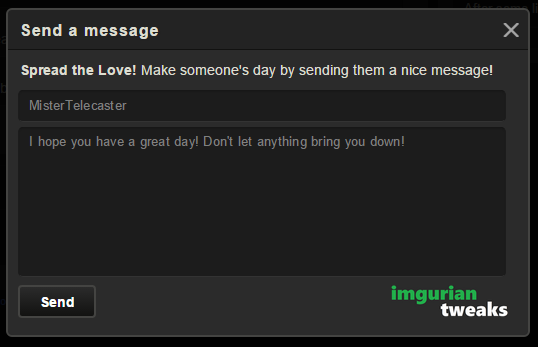 Send a message
Spread the Love! Make someone's day by sending them a nice message!
MisterTelecaster
I hope you have a great day! Don't let anything bring you down!
Send
imgurian
tweaks